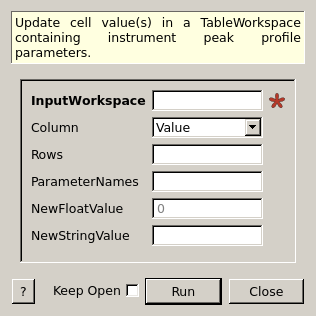 Update cell value(s) in a TableWorkspace
containing instrument peak profile
parameters.
InputWorkspace *
Column Value
Rows
ParameterNames
NewFloatValue 0
NewStringValue
? Keep Open Run Close